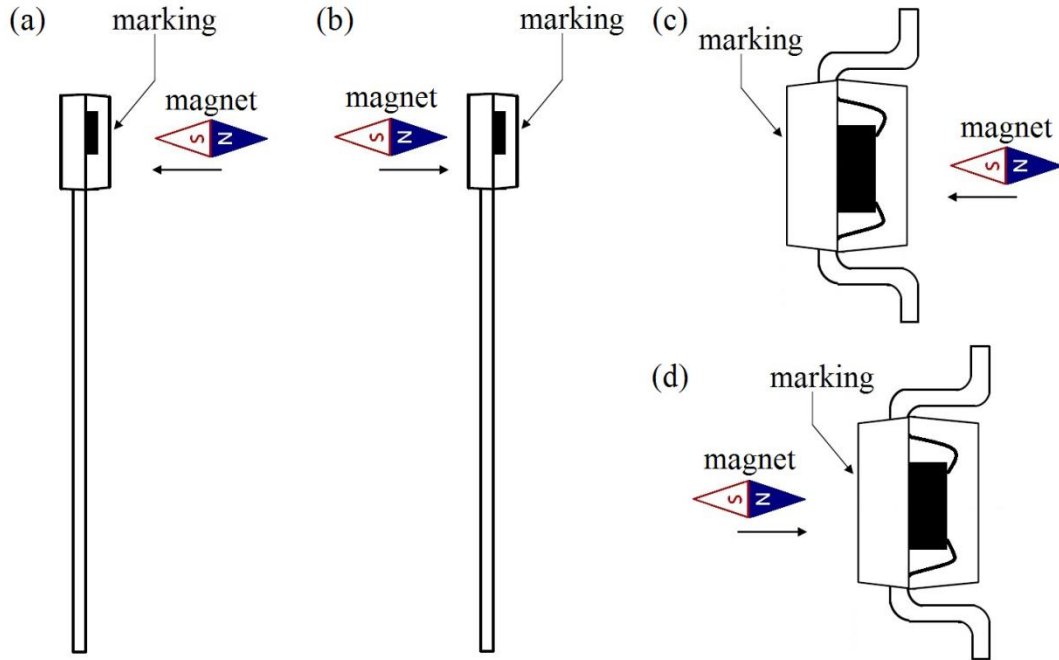 (a)
marking
magnet
S N
(b)
marking
magnet
S N
(c)
marking
magnet
S N
(d)
marking
magnet
S N